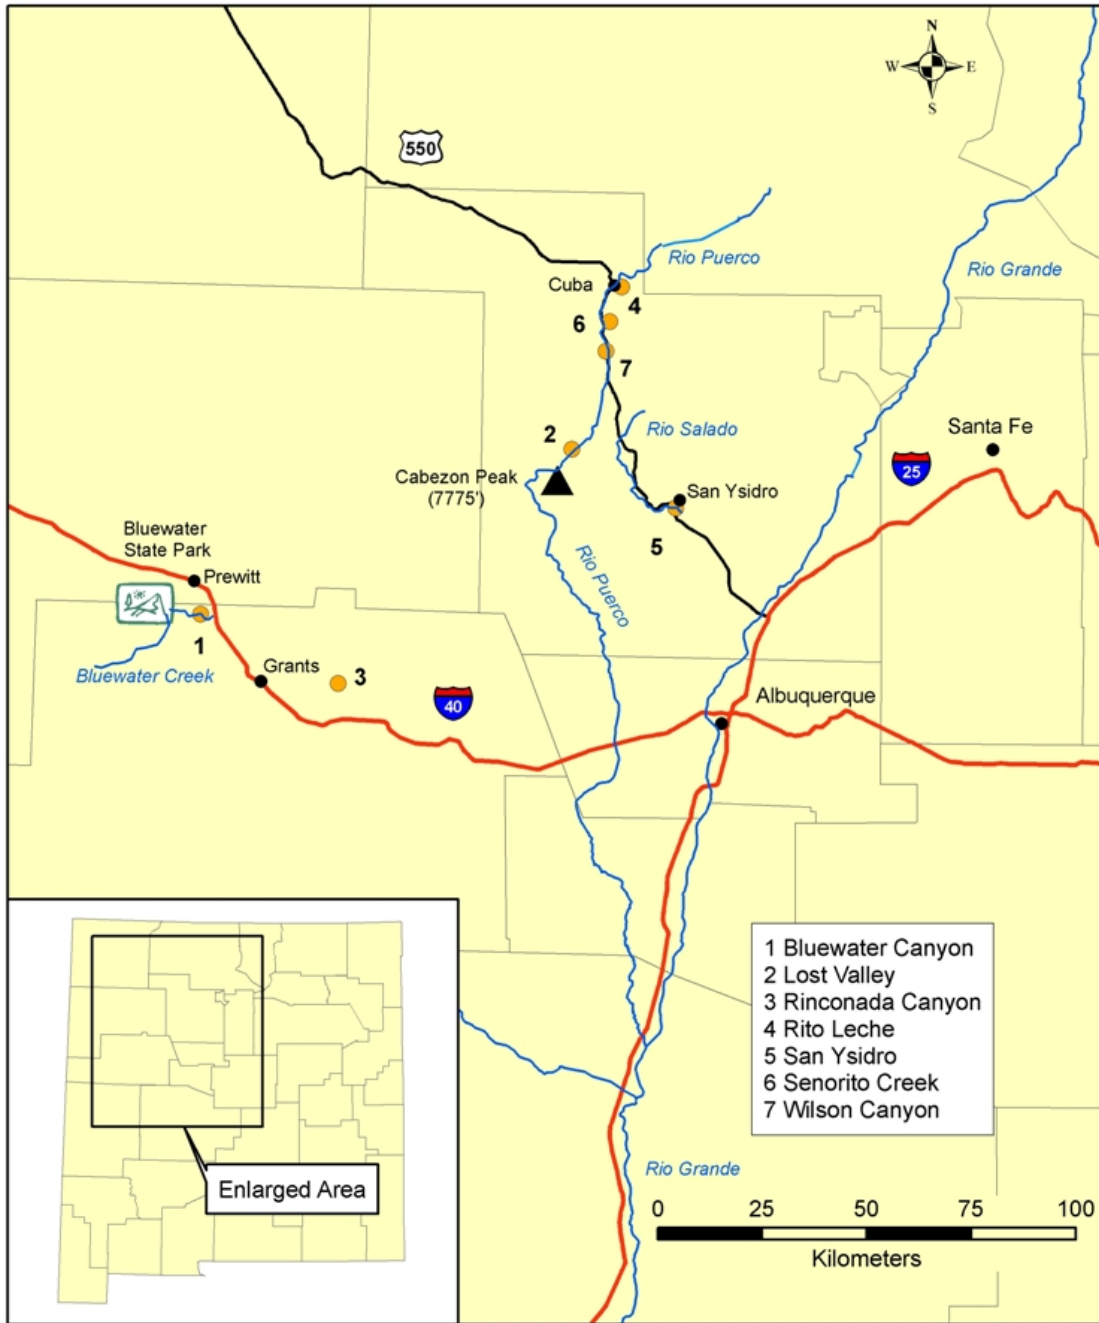 N
W E
S
550
Rio Puerco
Rio Grande
Cuba
4
6
7
2
Rio Salado
Santa Fe
25
Cabezon Peak
(7775')
San Ysidro
5
Bluewater
State Park
Prewitt
Rio Puerco
1
Bluewater Creek
Grants
3
40
Albuquerque
1 Bluewater Canyon
2 Lost Valley
3 Rinconada Canyon
4 Rito Leche
5 San Ysidro
6 Senorito Creek
7 Wilson Canyon
Enlarged Area
Rio Grande
0 25 50 75 100
Kilometers